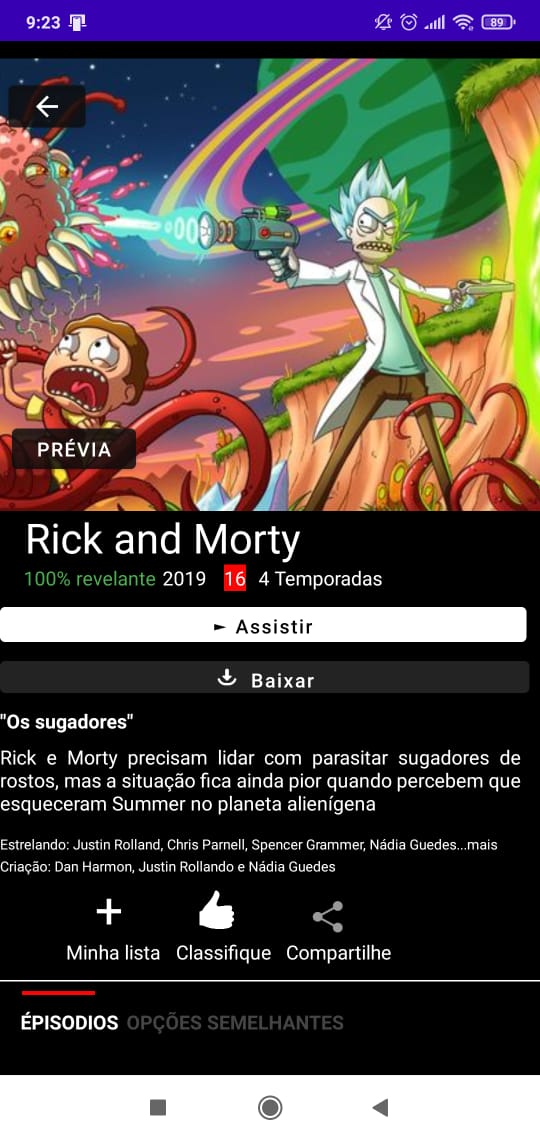 9:23
89
PRÉVIA
Rick and Morty
100% revelante 2019 16 4 Temporadas
► Assistir
Baixar
"Os sugadores"
Rick e Morty precisam lidar com parasitar sugadores de
rostos, mas a situação fica ainda pior quando percebem que
esqueceram Summer no planeta alienígena
Estrelando: Justin Rolland, Chris Parnell, Spencer Grammer, Nádia Guedes...mais
Criação: Dan Harmon, Justin Rollando e Nádia Guedes
Minha lista Classifique Compartilhe
ÉPISODIOS OPÇÕES SEMELHANTES